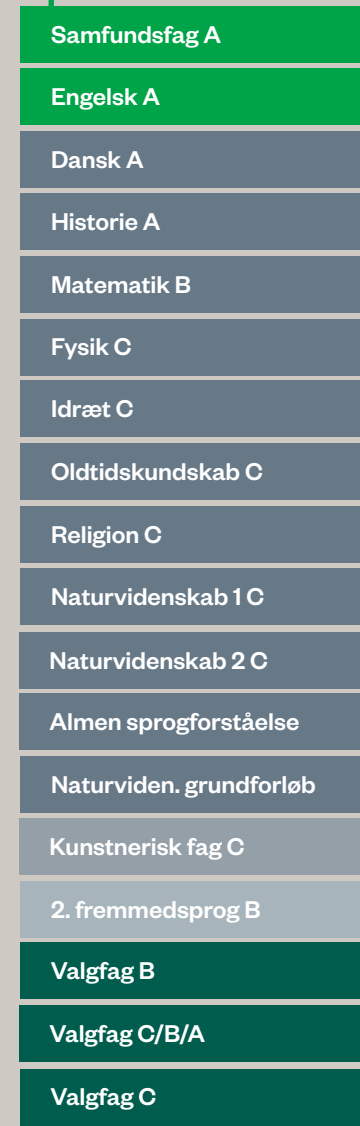 Samfundsfag A
Engelsk A
Dansk A
Historie A
Matematik B
Fysik C
Idræt C
Oldtidskundskab C
Religion C
Naturvidenskab 1 C
Naturvidenskab 2 C
Almen sprogforståelse
Naturviden. grundforløb
Kunstnerisk fag C
2. fremmedsprog B
Valgfag B
Valgfag C/B/A
Valgfag C